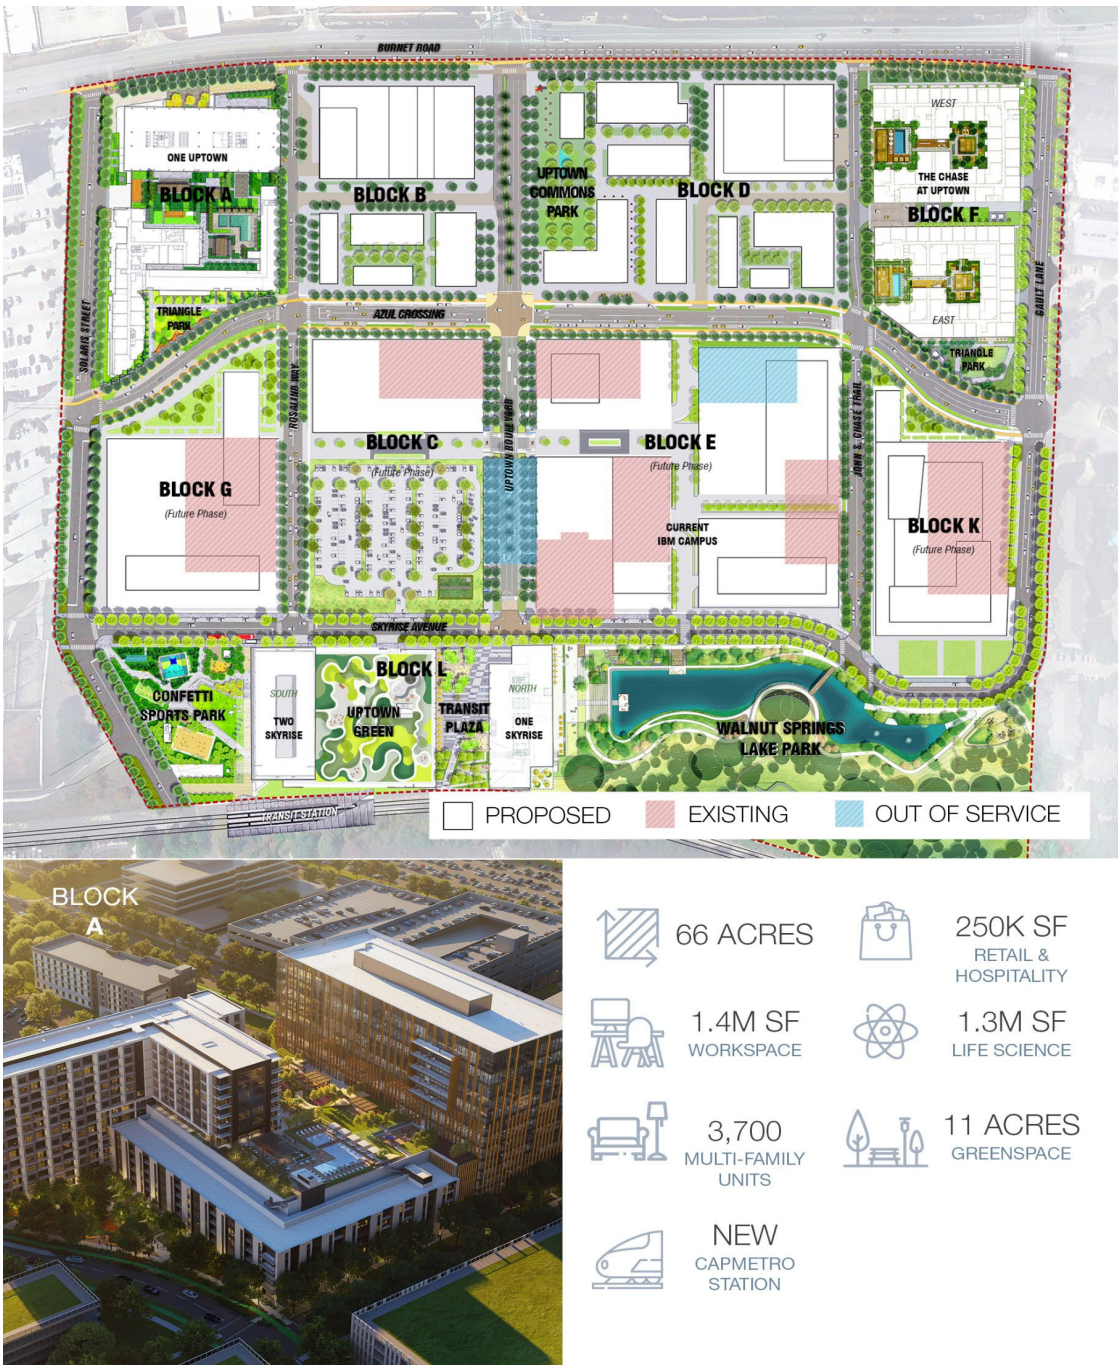 BURNET ROAD
ONE UPTOWN
BLOCK A
BLOCK B
UPTOWN
COMMONS
PARK
BLOCK D
WEST
THE CHASE
AT UPTOWN
BLOCK F
EAST
TRIANGLE
PARK
SOLARIS STREET
TRIANGLE
PARK
AZUL CROSSING
GAULT LANE
ROSALIND WAY
UPTOWN BOULEVARD
JOHN S. CHASE TRAIL
BLOCK C
(Future Phase)
BLOCK E
(Future Phase)
BLOCK G
(Future Phase)
CURRENT
IBM CAMPUS
BLOCK K
(Future Phase)
SKYRISE AVENUE
CONFETTI
SPORTS PARK
SOUTH
TWO
SKYRISE
BLOCK L
UPTOWN
GREEN
TRANSIT
PLAZA
NORTH
ONE
SKYRISE
WALNUT SPRINGS
LAKE PARK
TRANSIT STATION
PROPOSED
EXISTING
OUT OF SERVICE
BLOCK
A
66 ACRES
250K SF
RETAIL &
HOSPITALITY
1.4M SF
WORKSPACE
1.3M SF
LIFE SCIENCE
3,700
MULTI-FAMILY
UNITS
11 ACRES
GREENSPACE
NEW
CAPMETRO
STATION